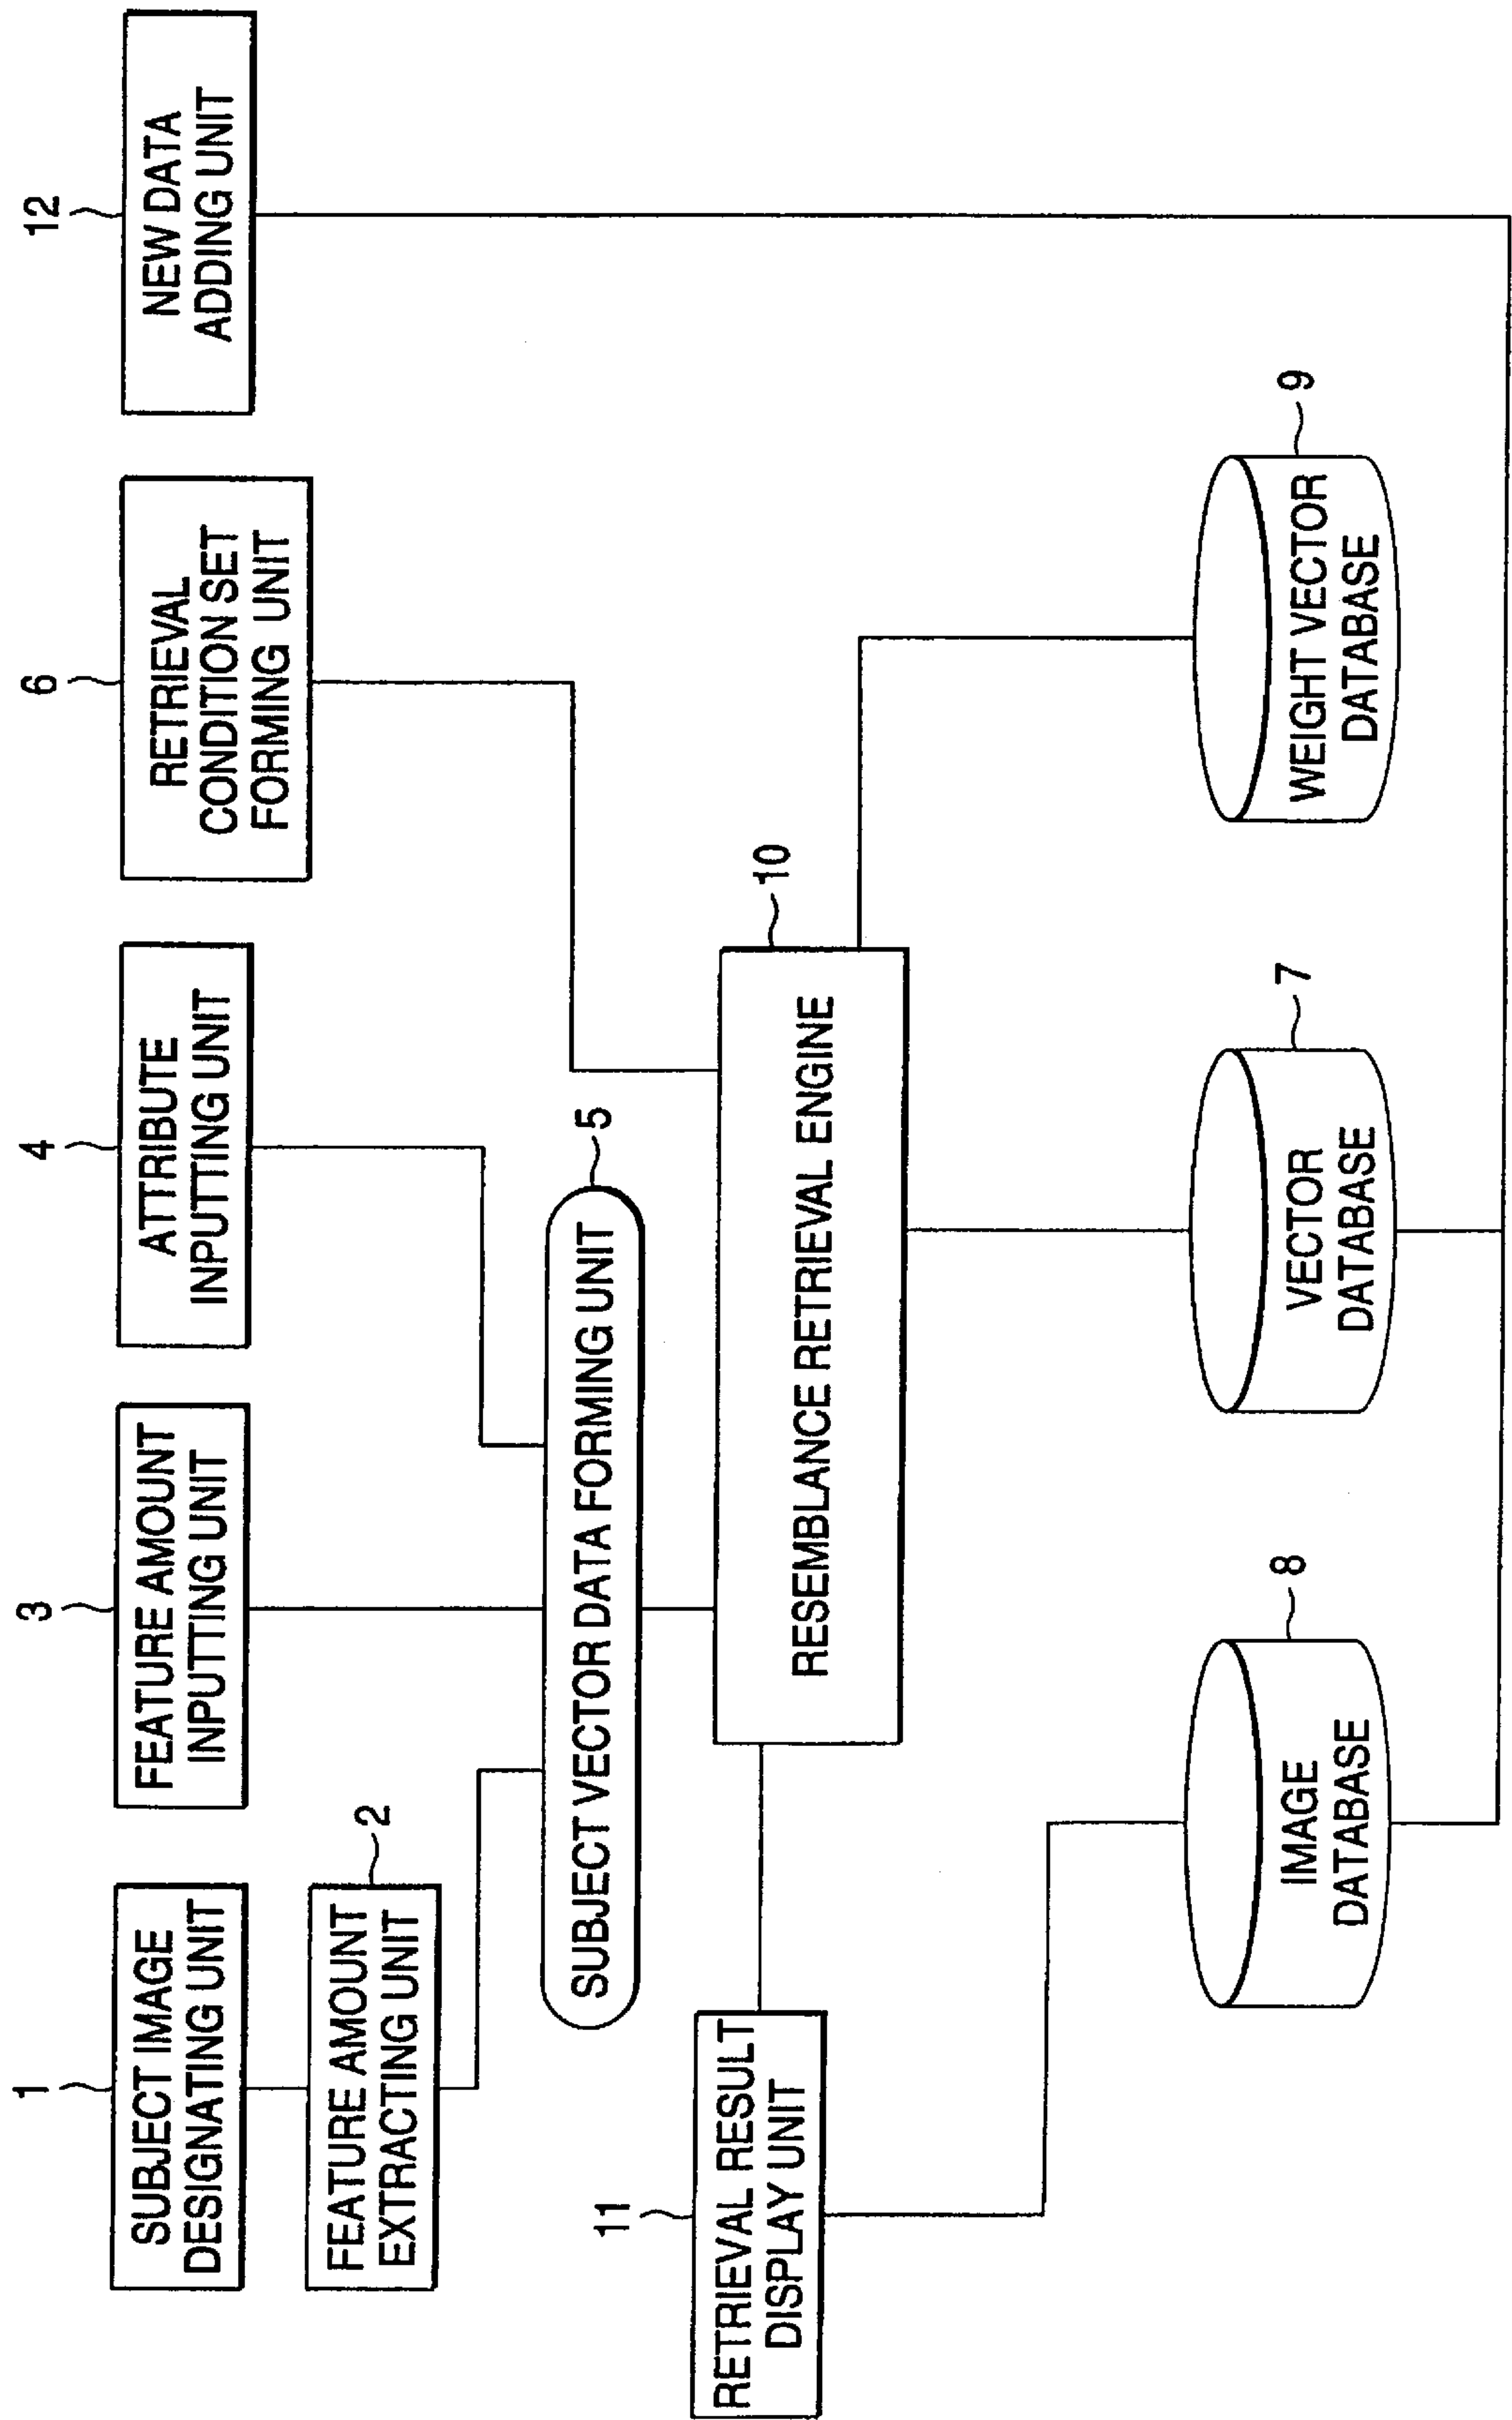 1
SUBJECT IMAGE
DESIGNATING UNIT
2
FEATURE AMOUNT
EXTRACTING UNIT
3
FEATURE AMOUNT
INPUTTING UNIT
4
ATTRIBUTE
INPUTTING UNIT
6
RETRIEVAL
CONDITION SET
FORMING UNIT
12
NEW DATA
ADDING UNIT
5
SUBJECT VECTOR DATA FORMING UNIT
11
RETRIEVAL RESULT
DISPLAY UNIT
10
RESEMBLANCE RETRIEVAL ENGINE
8
IMAGE
DATABASE
7
VECTOR
DATABASE
9
WEIGHT VECTOR
DATABASE